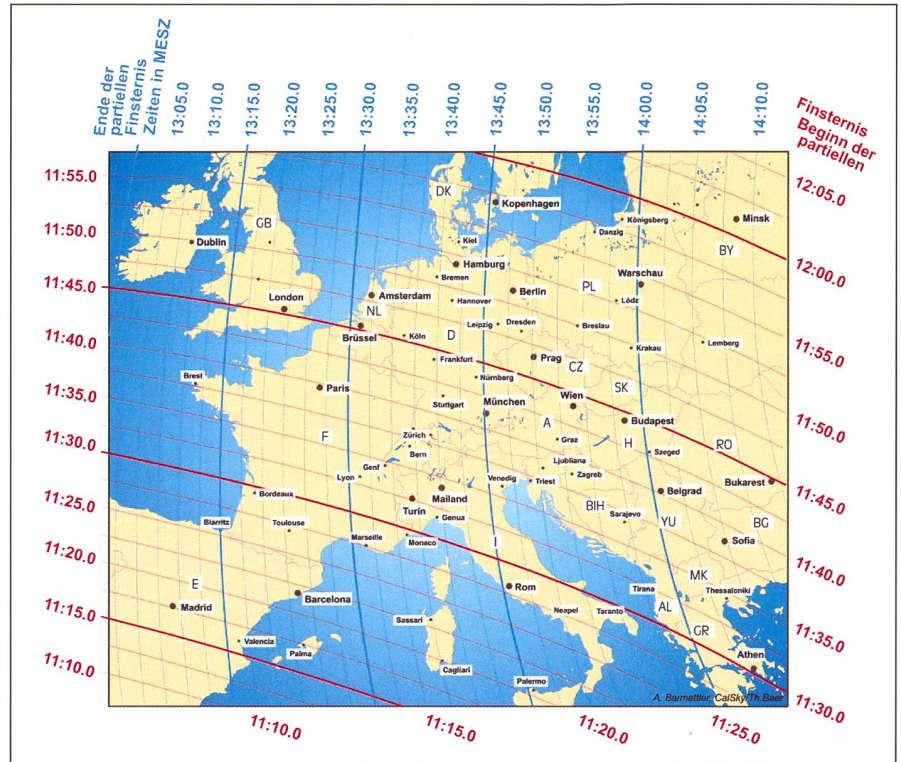 Ende der
partiellen
Finsternis
Zeiten in MESZ
13:05.0
13:10.0
13:15.0
13:20.0
13:25.0
13:30.0
13:35.0
13:40.0
13:45.0
13:50.0
13:55.0
14:00.0
14:05.0
14:10.0
Finsternis
Beginn der
partiellen
11:55.0
11:50.0
11:45.0
11:40.0
11:35.0
11:30.0
11:25.0
11:20.0
11:15.0
11:10.0
12:05.0
12:00.0
11:55.0
11:50.0
11:45.0
11:40.0
11:35.0
11:30.0
11:10.0
11:15.0
11:20.0
11:25.0
DK
Kopenhagen
Königsberg
Minsk
GB
Danzig
Dublin
Kiel
BY
Hamburg
Warschau
Bremen
PL
Amsterdam
Hannover
Berlin
Lódz
London
NL
Leipzig
Dresden
Breslau
Brüssel
Köln
D
Krakau
Lemberg
Frankfurt
Prag
CZ
Brest
Nürnberg
SK
Paris
Stuttgart
München
Wien
Budapest
A
F
Zürich
Graz
H
RO
Bern
Szeged
Genf
Ljubliana
Lyon
Venedig
Triest
Zagreb
Bukarest
Bordeaux
Mailand
Belgrad
Turin
BIH
Genua
Sarajevo
YU
BG
Biarritz
Toulouse
Marseille
Monaco
I
Sofia
E
Rom
MK
Tirana
Thessaloniki
Madrid
Barcelona
Neapel
Taranto
AL
Sassari
GR
Valencia
Palma
Athen
Cagliari
Palermo
A. Barmettler, CalSky/Th.Baer